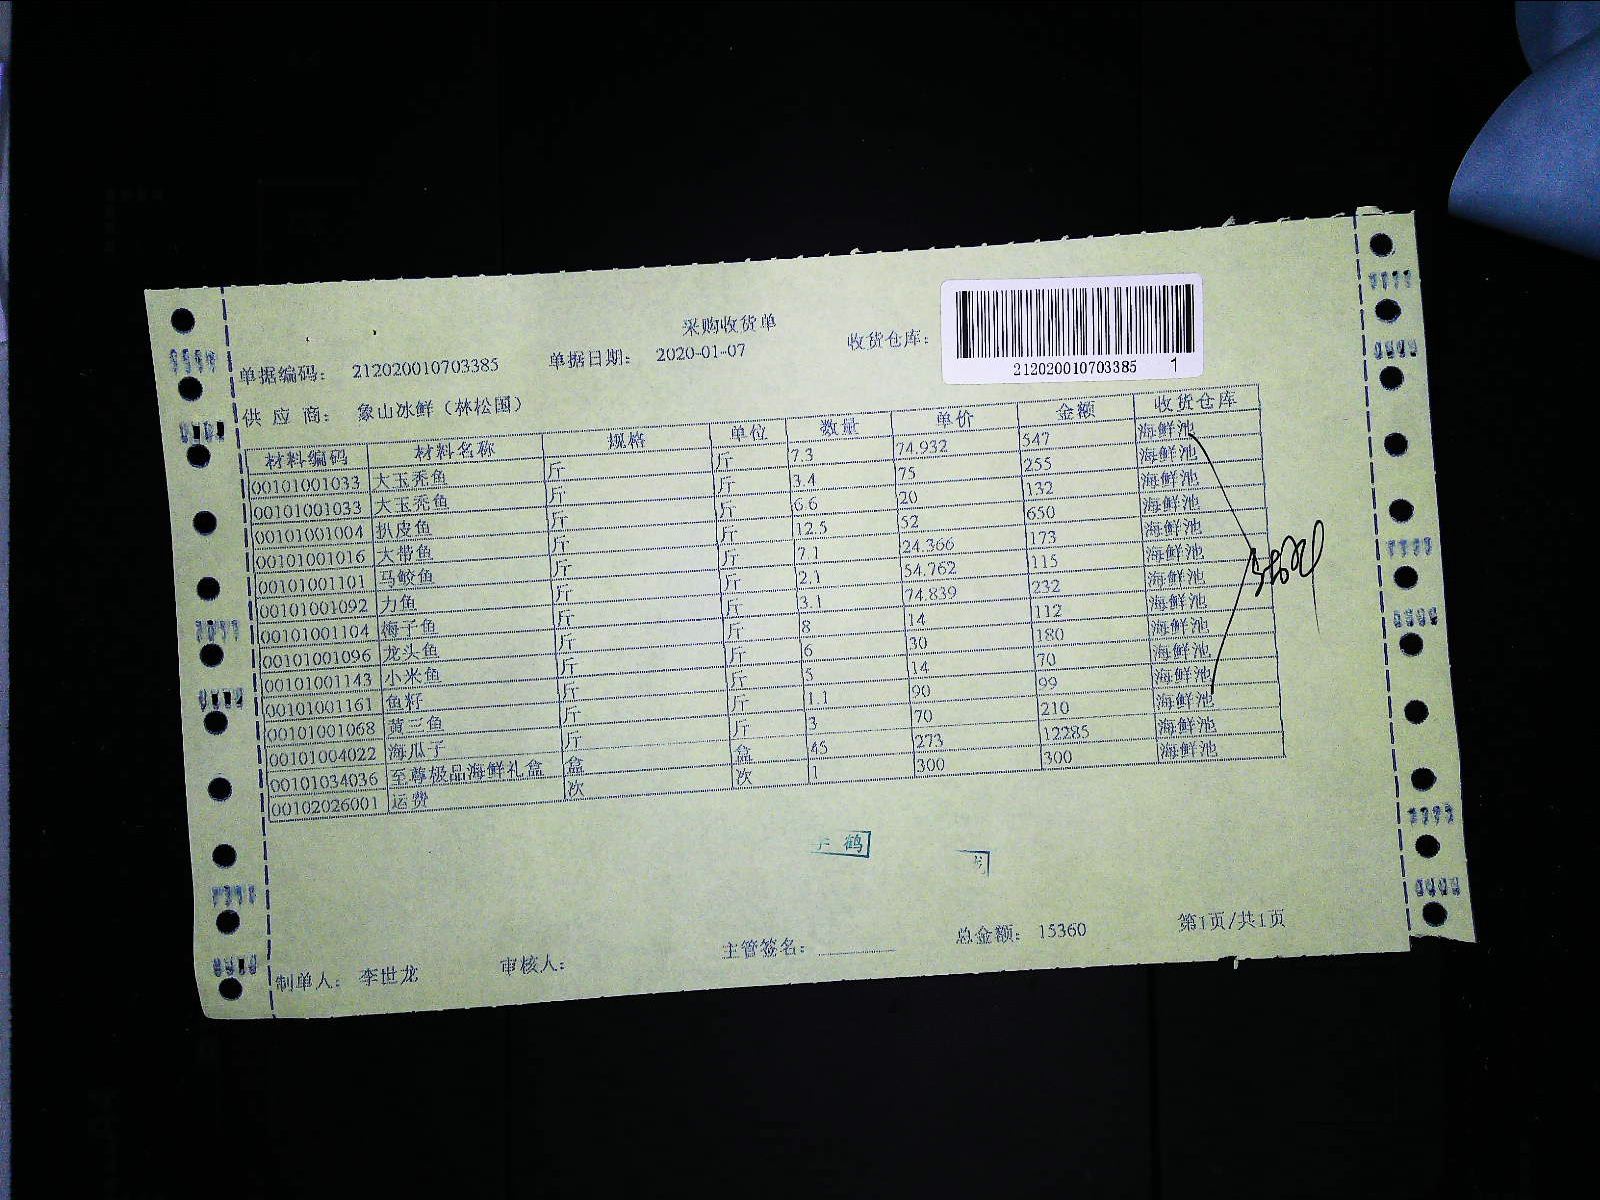 采购收货单
单据编码： 212020010703385 单据日期： 2020-01-07 收货仓库：
212020010703385 1
供 应 商： 象山冰鲜（林松国）
材料编码 材料名称 规格 单位 数量 单价 金额 收货仓库
00101001033 大玉秃鱼 斤 斤 7.3 74.932 547 海鲜池
00101001033 大玉秃鱼 斤 斤 3.4 75 255 海鲜池
00101001004 扒皮鱼 斤 斤 6.6 20 132 海鲜池
00101001016 大带鱼 斤 斤 12.5 52 650 海鲜池
00101001101 马鲛鱼 斤 斤 7.1 24.366 173 海鲜池
00101001092 力鱼 斤 斤 2.1 54.762 115 海鲜池
00101001104 梅子鱼 斤 斤 3.1 74.839 232 海鲜池
00101001096 龙头鱼 斤 斤 8 14 112 海鲜池
00101001143 小米鱼 斤 斤 6 30 180 海鲜池
00101001161 鱼籽 斤 斤 5 14 70 海鲜池
00101001068 黄三鱼 斤 斤 1.1 90 99 海鲜池
00101004022 海瓜子 斤 斤 3 70 210 海鲜池
00101034036 至尊极品海鲜礼盒 盒 盒 45 273 12285 海鲜池
00102026001 运费 次 次 1 300 300 海鲜池
鹤
制单人： 李世龙 审核人： 主管签名： 总金额： 15360 第1页/共1页